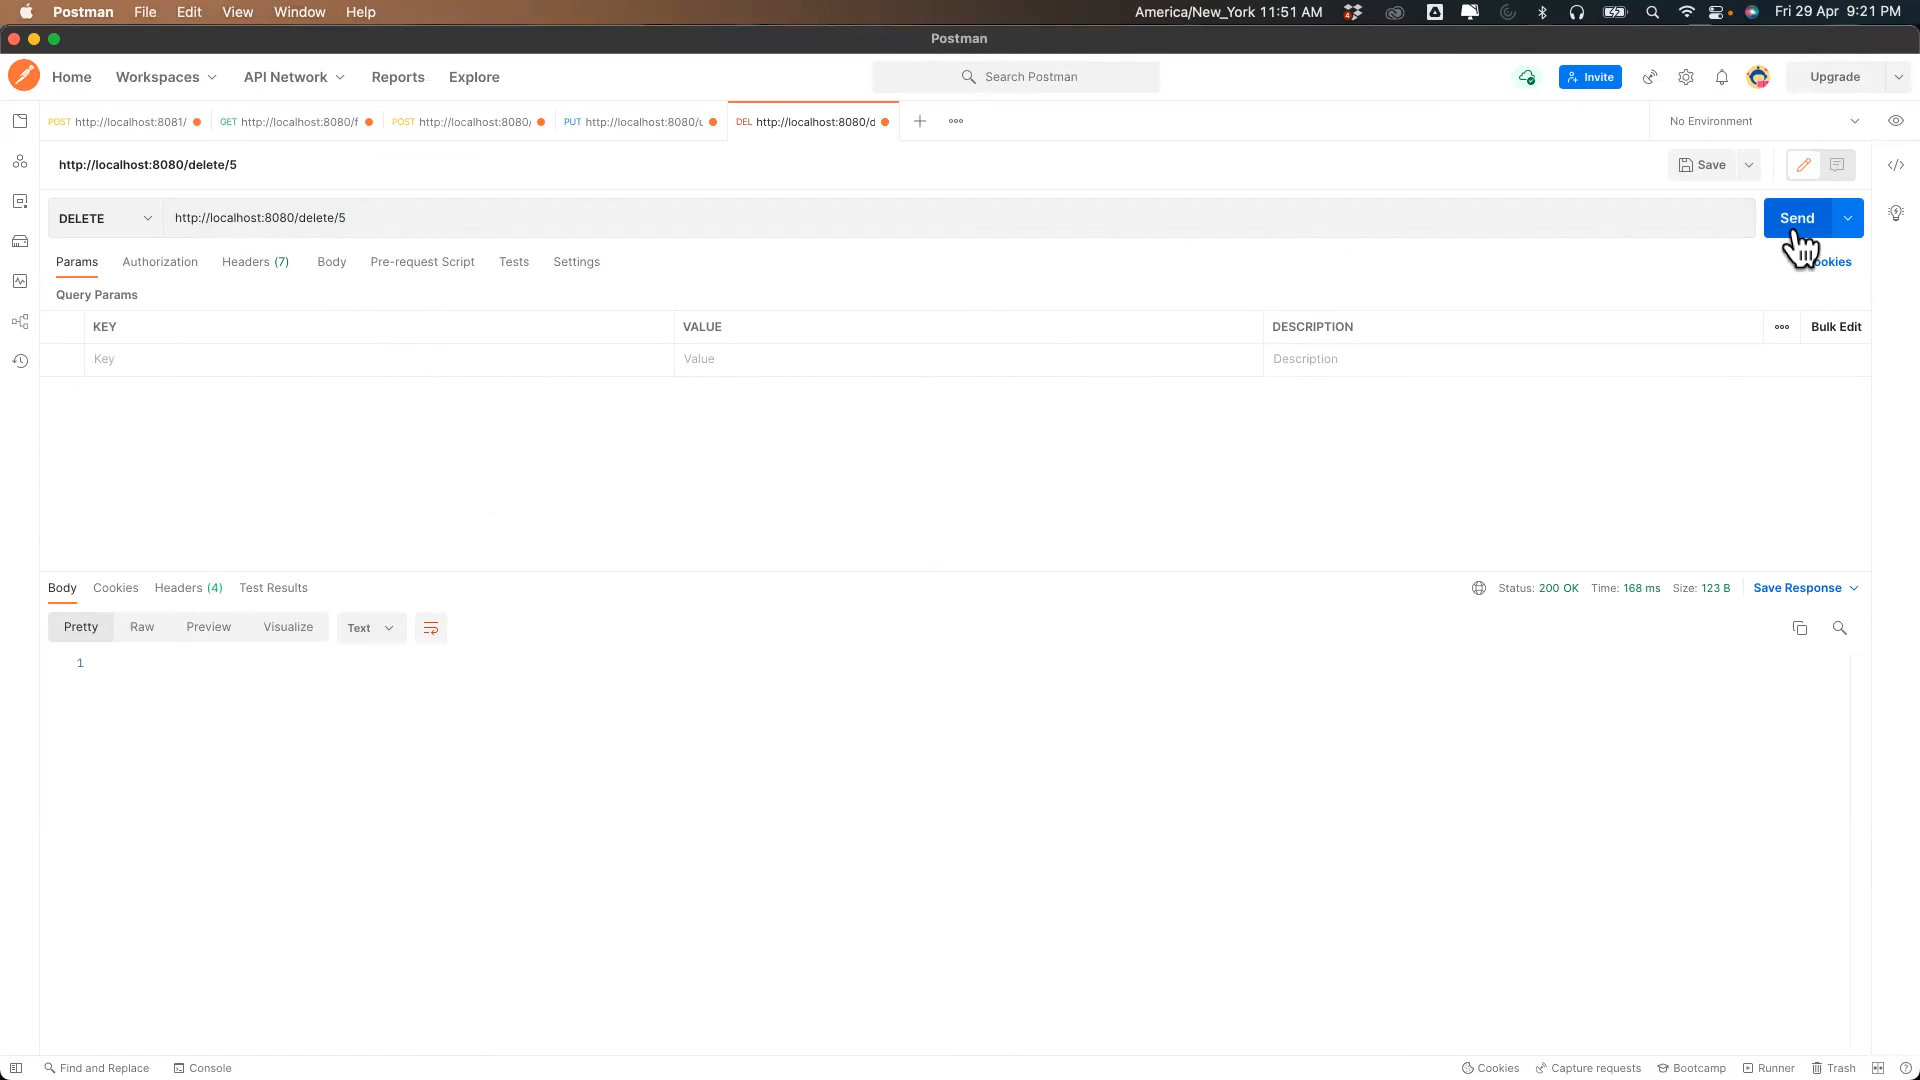 Postman File Edit View Window Help America/New_York 11:51 AM Fri 29 Apr 9:21 PM
Postman
Home Workspaces API Network Reports Explore Search Postman Invite Upgrade
POST http://localhost:8081/ GET http://localhost:8080/f POST http://localhost:8080/ PUT http://localhost:8080/u DEL http://localhost:8080/d No Environment
http://localhost:8080/delete/5 Save
DELETE http://localhost:8080/delete/5 Send
Params Authorization Headers (7) Body Pre-request Script Tests Settings ookies
Query Params
KEY VALUE DESCRIPTION Bulk Edit
Key Value Description
Body Cookies Headers (4) Test Results Status: 200 OK Time: 168 ms Size: 123 B Save Response
Pretty Raw Preview Visualize Text
1
Find and Replace Console Cookies Capture requests Bootcamp Runner Trash